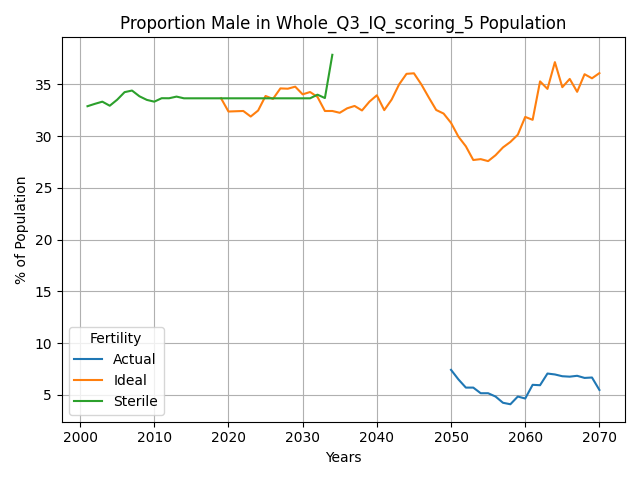 Proportion Male in Whole_Q3_IQ_scoring_5 Population
% of Population
35
30
25
20
15
10
5
Fertility
Actual
Ideal
Sterile
2000 2010 2020 2030 2040 2050 2060 2070
Years